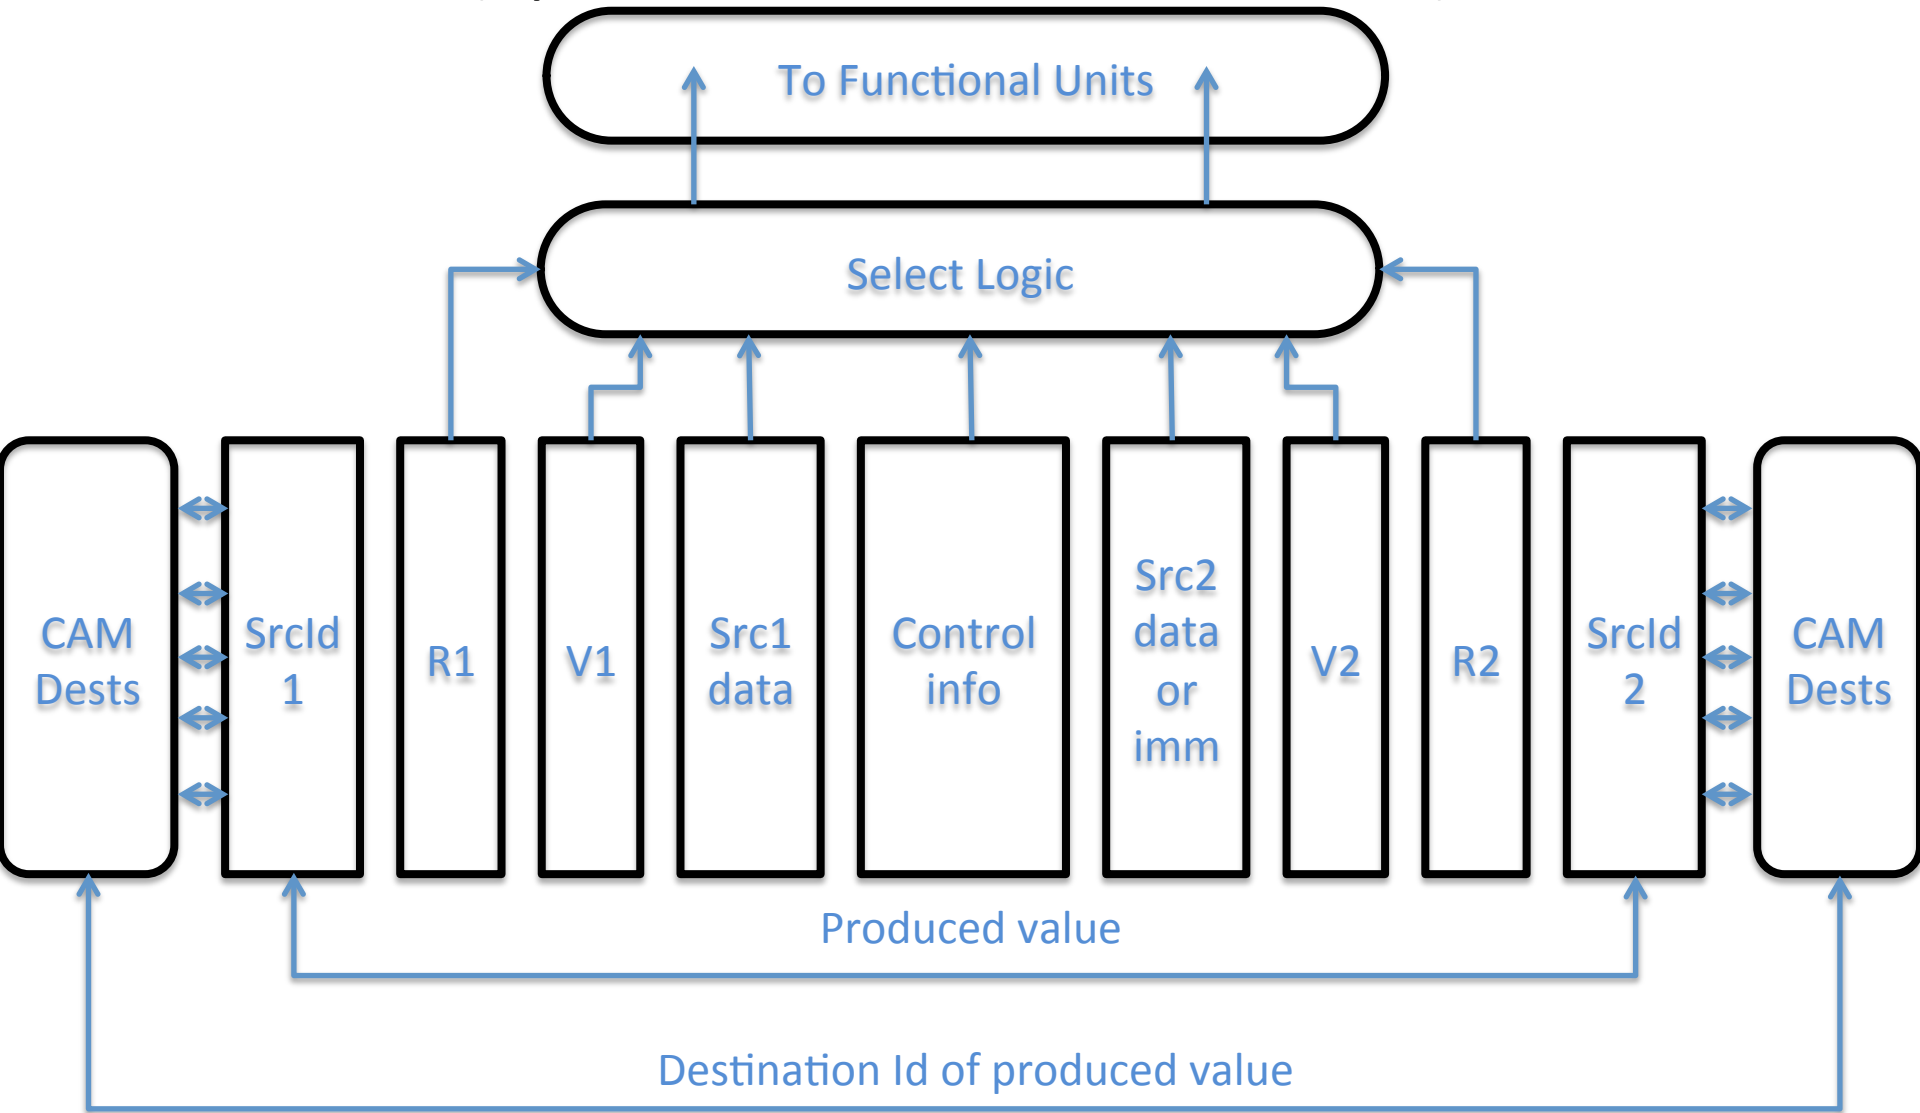 To Functional Units
Select Logic
CAM
Dests
SrcId
1
R1
V1
Src1
data
Control
info
Src2
data
or
imm
V2
R2
SrcId
2
CAM
Dests
Produced value
Destination Id of produced value